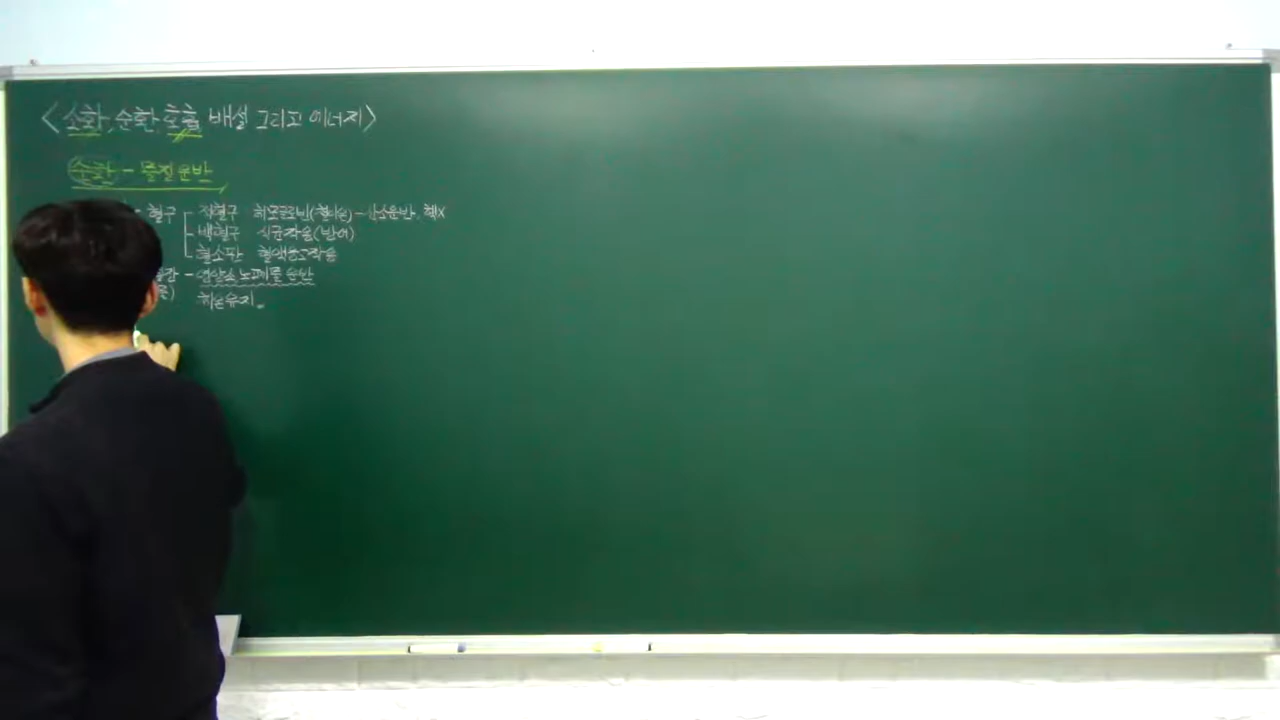 <소화, 순환, 호흡, 배설 그리고 에너지>
순환 - 물질운반
- 혈구 - 적혈구 헤모글로빈(철이온) - 산소운반. 핵X
- 백혈구 식균작용(방어)
- 혈소판 혈액응고작용
- 영양소, 노폐물 운반
체온유지.